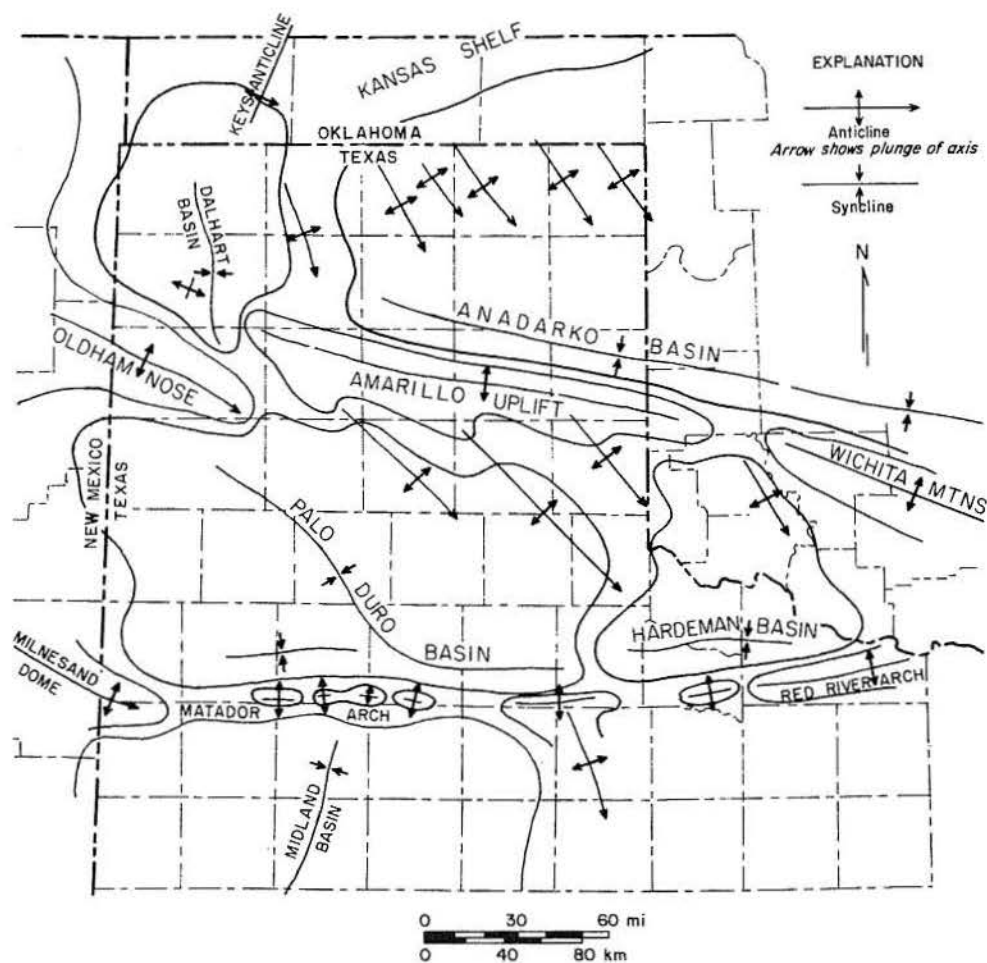 KANSAS SHELF
KEYS ANTICLINE
EXPLANATION
Anticline
Arrow shows plunge of axis
Syncline
OKLAHOMA
TEXAS
DALHART
BASIN
N
ANADARKO BASIN
OLDHAM NOSE
AMARILLO UPLIFT
WICHITA MTNS
NEW MEXICO
TEXAS
PALO
DURO
BASIN
HARDEMAN BASIN
MILNESAND
DOME
MATADOR ARCH
RED RIVER ARCH
MIDLAND
BASIN
0 30 60 mi
0 40 80 km